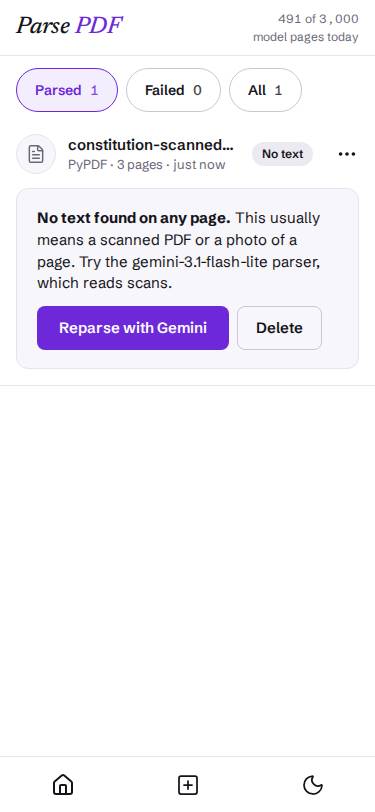 Parse PDF
491 of 3,000
model pages today
Parsed 1
Failed 0
All 1
constitution-scanned…
No text
PyPDF · 3 pages · just now
No text found on any page. This usually
means a scanned PDF or a photo of a
page. Try the gemini-3.1-flash-lite parser,
which reads scans.
Reparse with Gemini
Delete